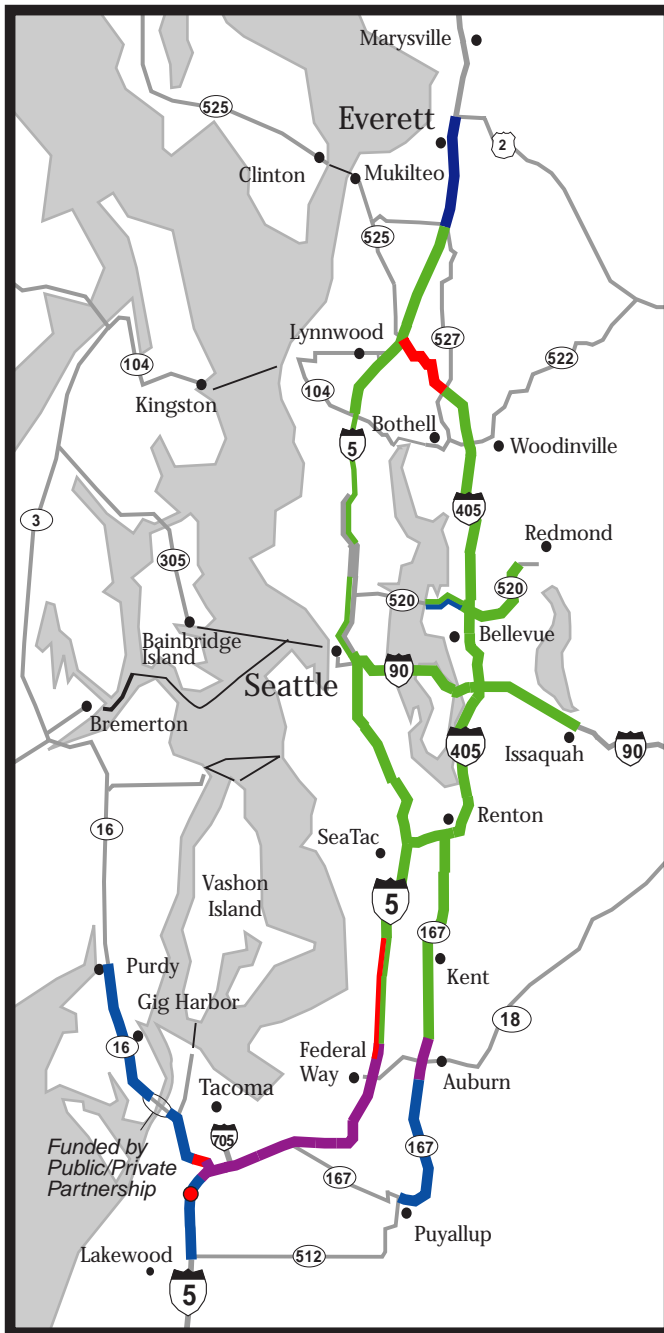 Marysville
525
Everett
2
Clinton
Mukilteo
525
Lynnwood
527
104
522
104
Kingston
Bothell
5
Woodinville
405
3
Redmond
305
520
520
Bainbridge
Island
Bellevue
Seattle
90
Bremerton
405
Issaquah
90
16
Renton
SeaTac
Vashon
Island
5
167
Purdy
Kent
Gig Harbor
18
16
Federal
Way
Auburn
Tacoma
705
Funded by
Public/Private
Partnership
167
167
Puyallup
Lakewood
512
5